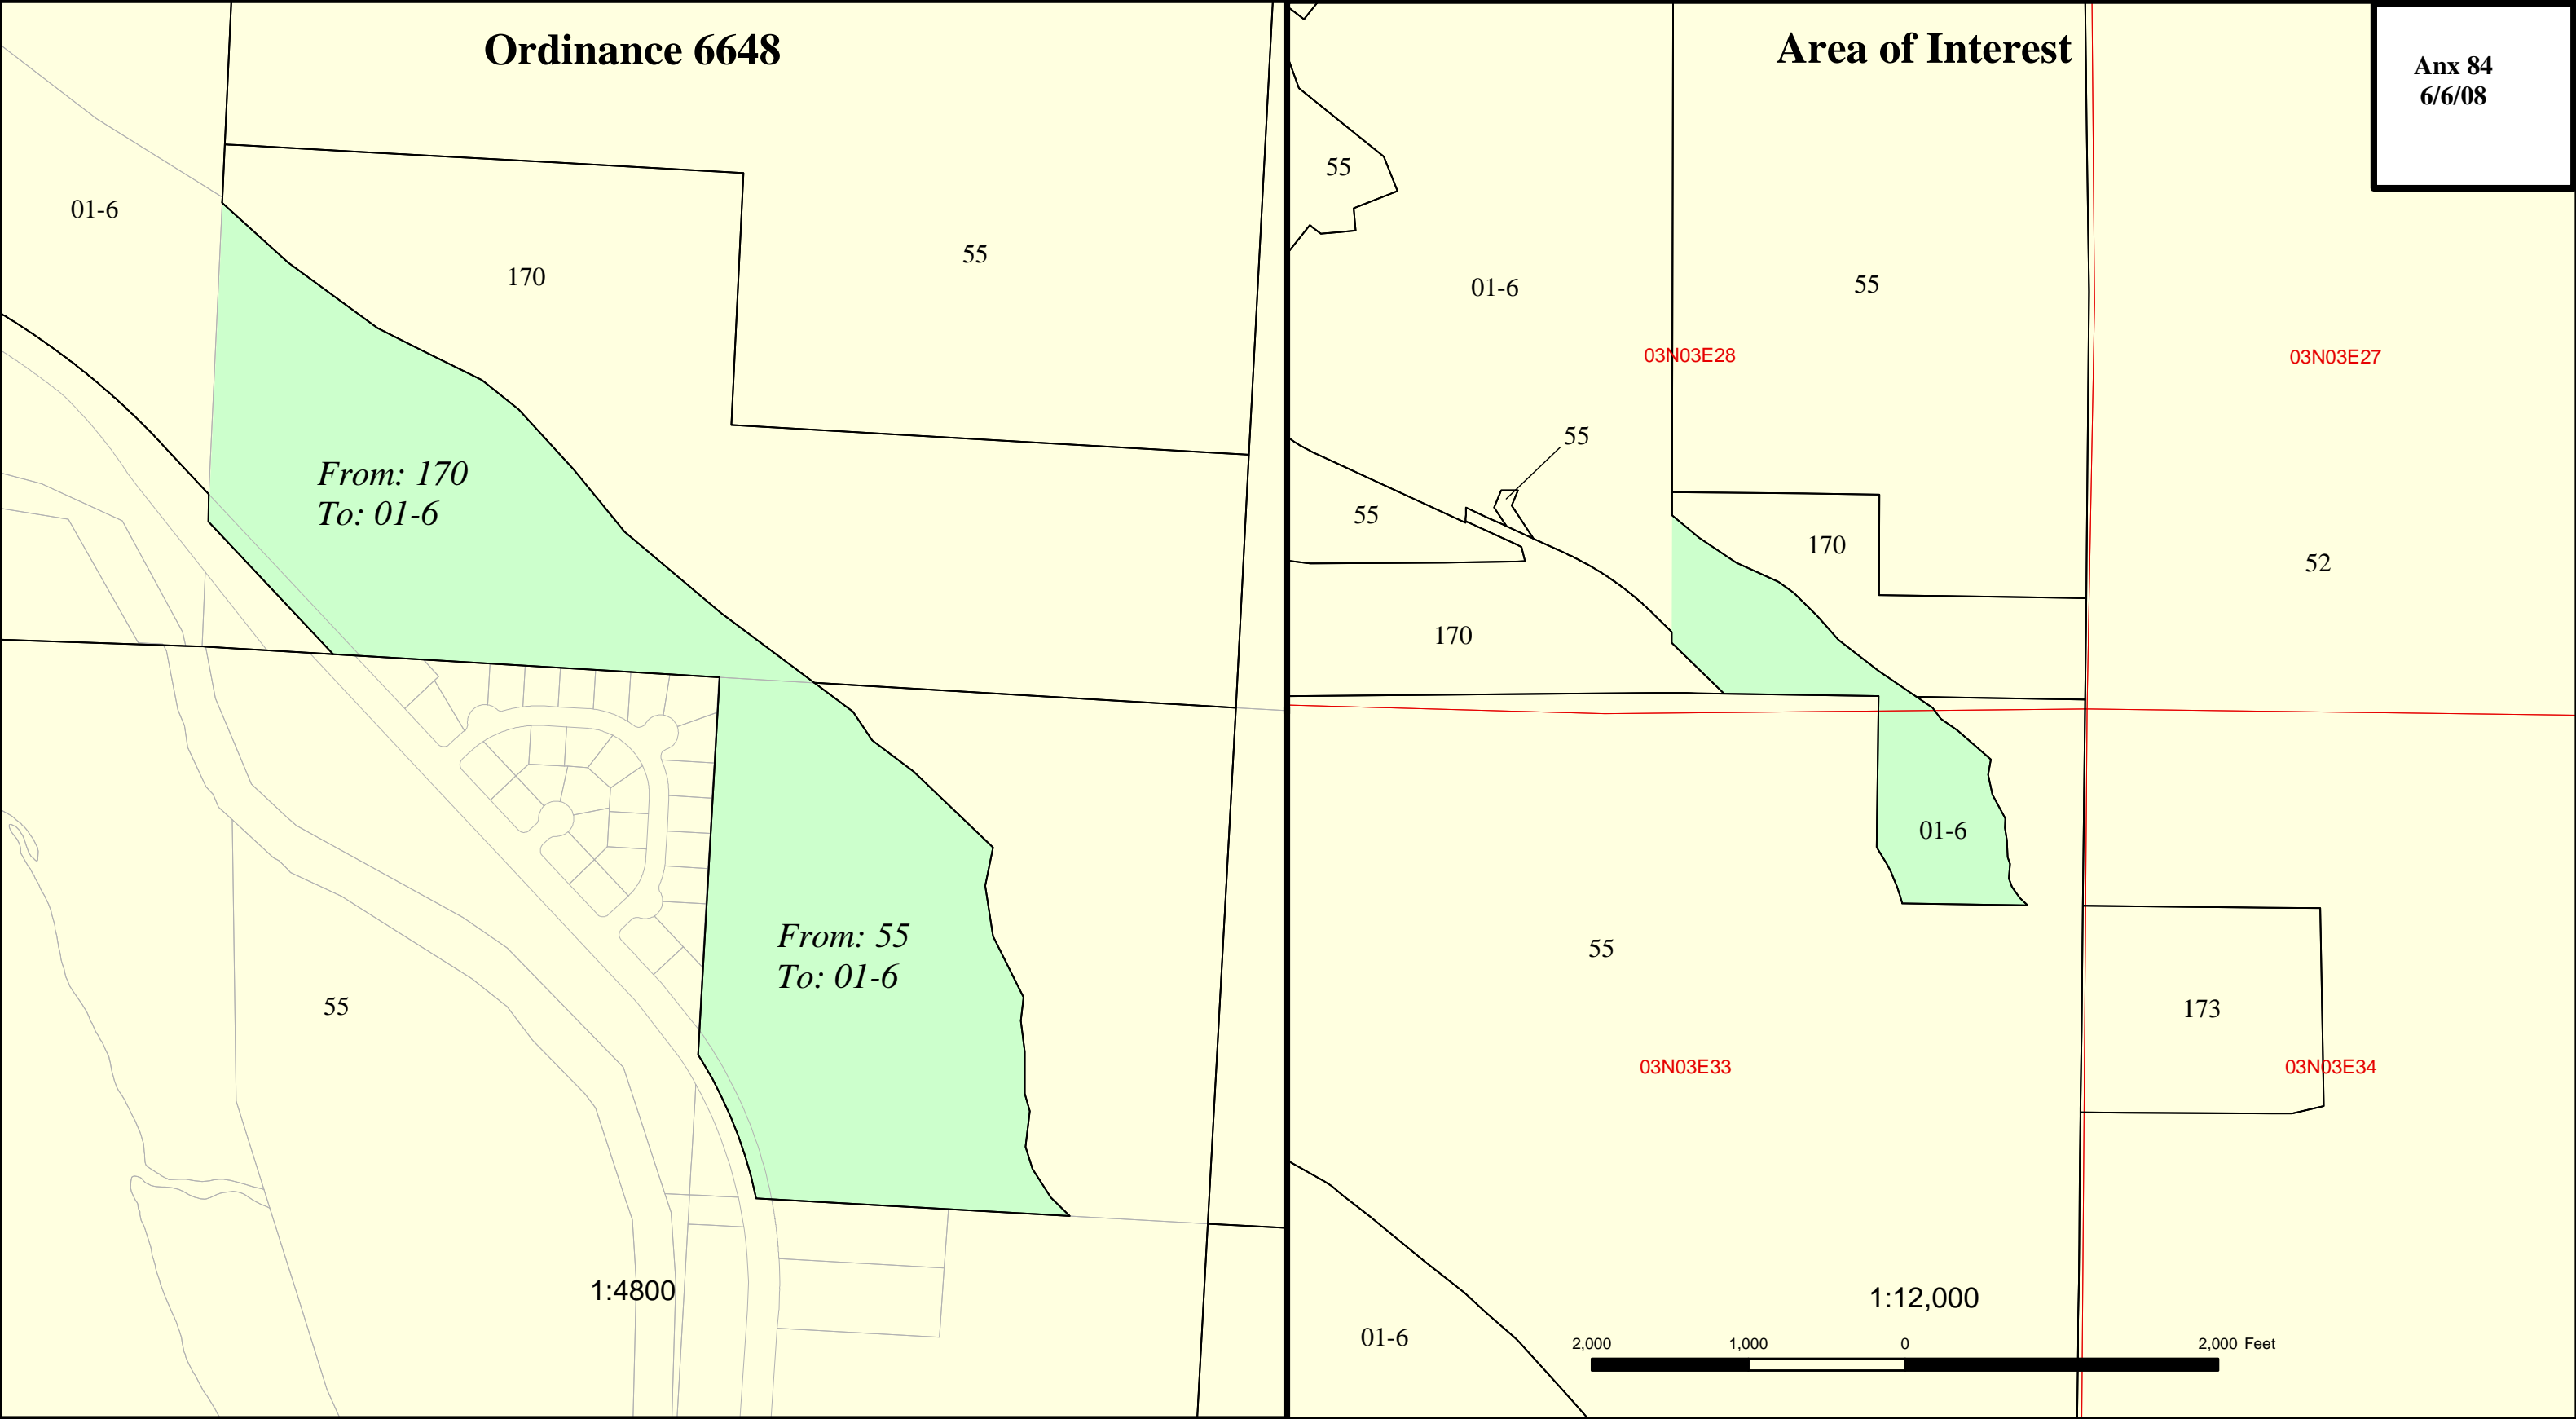 Ordinance 6648
01-6
170
55
From: 170
To: 01-6
From: 55
To: 01-6
55
1:4800
Area of Interest
Anx 84
6/6/08
55
01-6
55
03N03E28
03N03E27
55
55
170
52
170
01-6
55
173
03N03E33
03N03E34
01-6
1:12,000
2,000 1,000 0 2,000 Feet